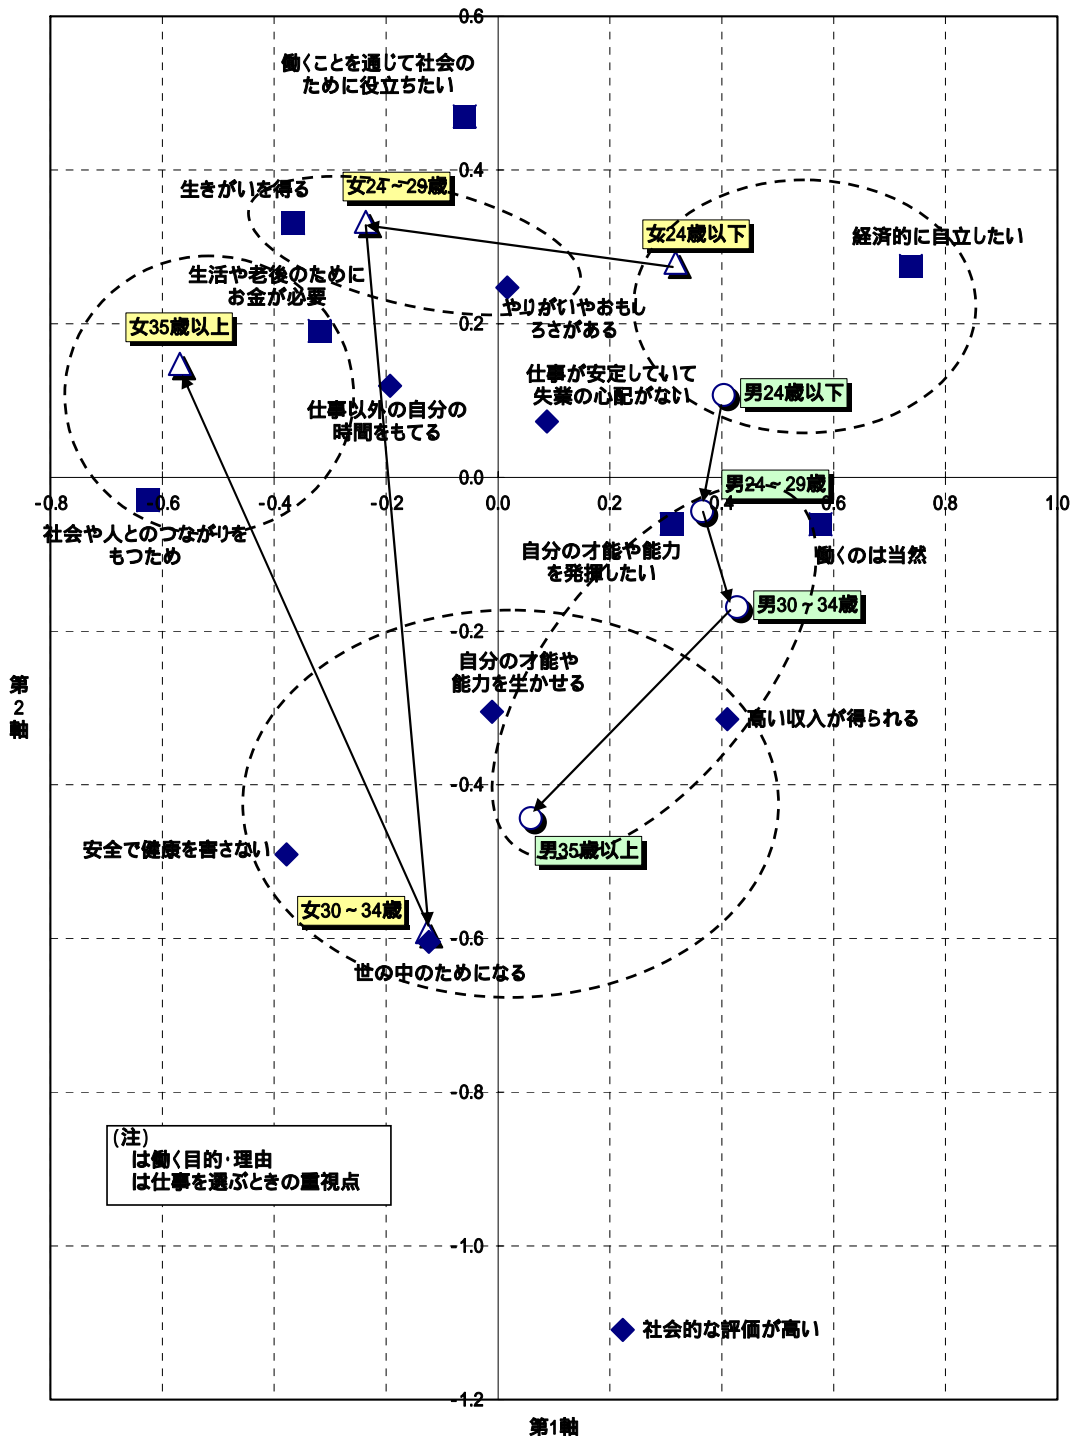 0.6
働くことを通じて社会の
ために役立ちたい
0.4
生きがいを得る
女24～29歳
女24歳以下
経済的に自立したい
生活や老後のために
お金が必要
女35歳以上
0.2
やりがいやおもし
ろさがある
仕事が安定していて
失業の心配がない
男24歳以下
仕事以外の自分の
時間をもてる
0.0
男24～29歳
-0.8
-0.6
-0.4
-0.2
0.0
0.2
0.4
0.6
0.8
1.0
社会や人とのつながりを
もつため
自分の才能や能力
を発揮したい
働くのは当然
男30～34歳
-0.2
自分の才能や
能力を生かせる
第
2
軸
高い収入が得られる
-0.4
安全で健康を害さない
男35歳以上
女30～34歳
-0.6
世の中のためになる
-0.8
(注)
は働く目的・理由
は仕事を選ぶときの重視点
-1.0
社会的な評価が高い
-1.2
第1軸